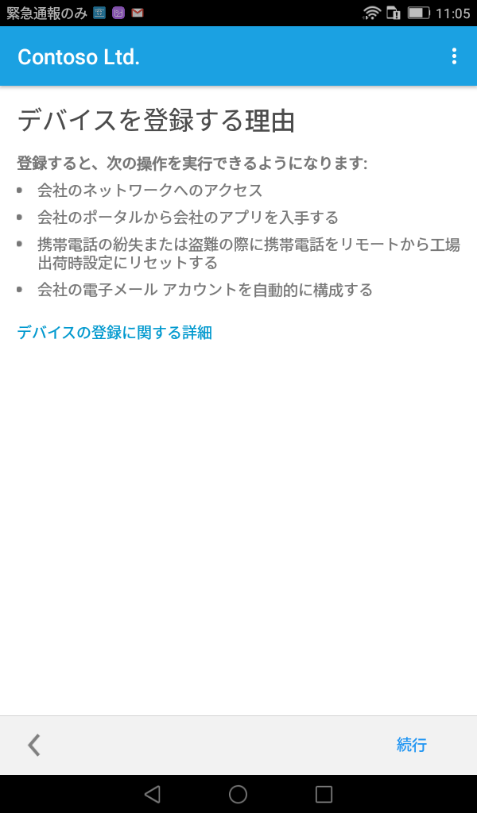 緊急通報のみ 11:05
Contoso Ltd.
デバイスを登録する理由
登録すると、次の操作を実行できるようになります:
• 会社のネットワークへのアクセス
• 会社のポータルから会社のアプリを入手する
• 携帯電話の紛失または盗難の際に携帯電話をリモートから工場
出荷時設定にリセットする
• 会社の電子メール アカウントを自動的に構成する
デバイスの登録に関する詳細
続行